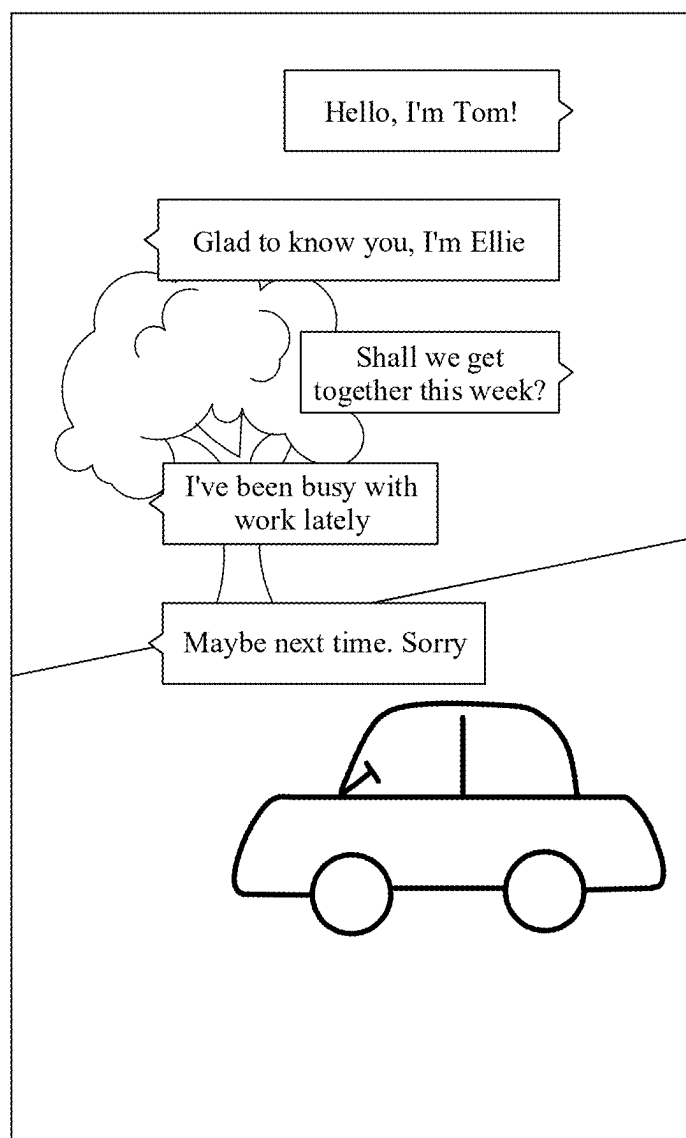 Hello, I'm Tom!
Glad to know you, I'm Ellie
Shall we get
together this week?
I've been busy with
work lately
Maybe next time. Sorry